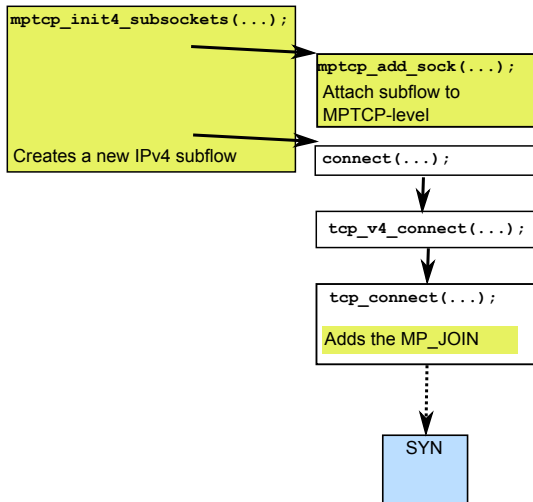 mptcp_init4_subsockets(...);
Creates a new IPv4 subflow
mptcp_add_sock(...);
Attach subflow to
MPTCP-level
connect(...);
tcp_v4_connect(...);
tcp_connect(...);
Adds the MP_JOIN
SYN